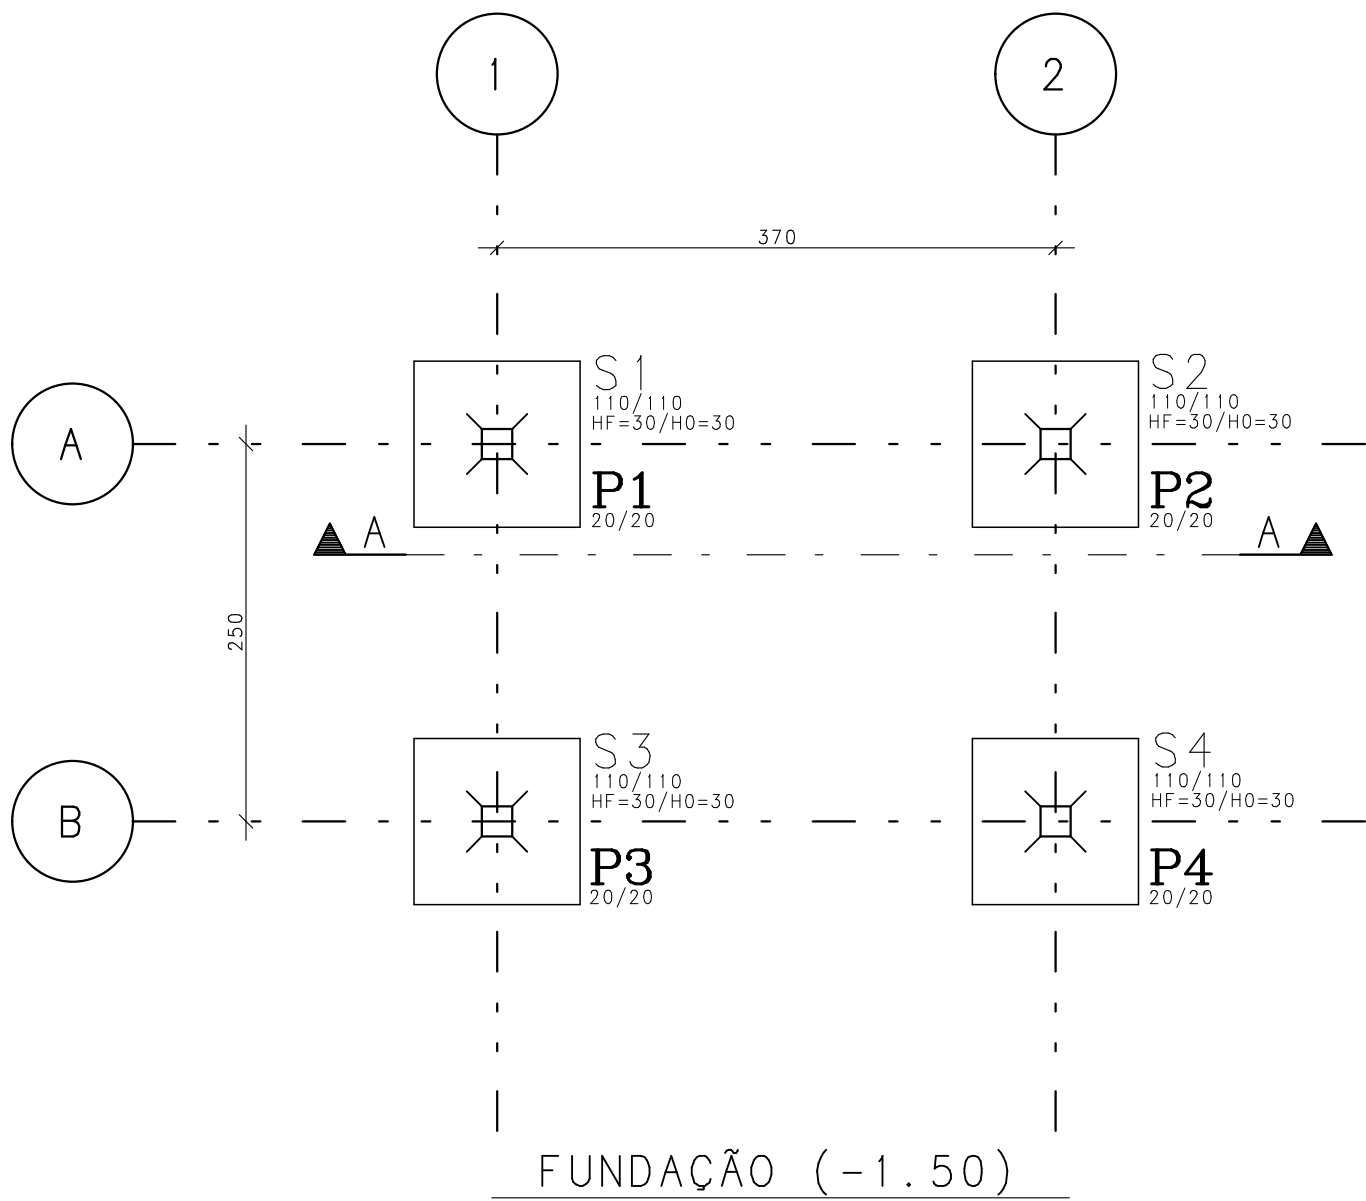 1
2
370
S1
110/110
HF=30/H0=30
S2
110/110
HF=30/H0=30
A
P1
20/20
P2
20/20
A
A
250
S3
110/110
HF=30/H0=30
S4
110/110
HF=30/H0=30
B
P3
20/20
P4
20/20
FUNDAÇÃO (-1.50)